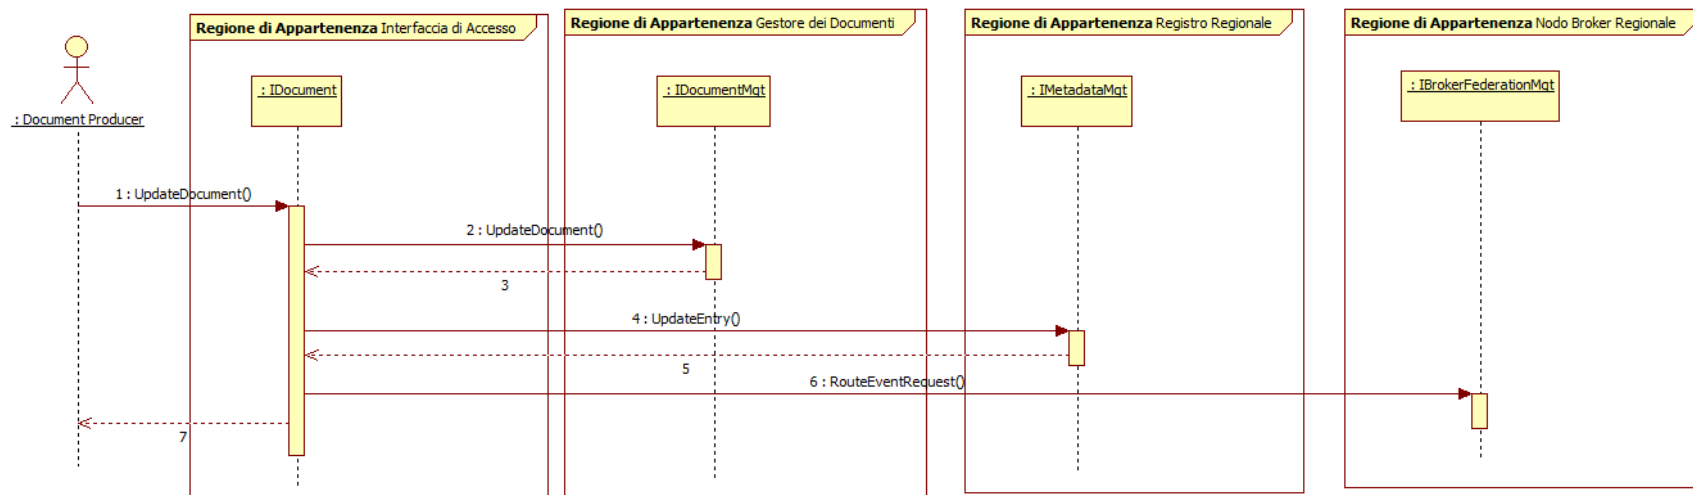 Regione di Appartenenza Interfaccia di Accesso
Regione di Appartenenza Gestore dei Documenti
Regione di Appartenenza Registro Regionale
Regione di Appartenenza Nodo Broker Regionale
: Document Producer
: IDocument
: IDocumentMgt
: IMetadataMgt
: IBrokerFederationMgt
1 : UpdateDocument()
2 : UpdateDocument()
3
4 : UpdateEntry()
5
6 : RouteEventRequest()
7